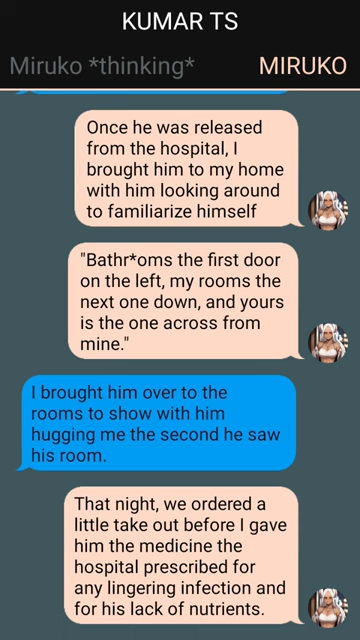 KUMAR TS
Miruko *thinking*
MIRUKO
Once he was released
from the hospital, I
brought him to my home
with him looking around
to familiarize himself
"Bathr*oms the first door
on the left, my rooms the
next one down, and yours
is the one across from
mine."
I brought him over to the
rooms to show with him
hugging me the second he saw
his room.
That night, we ordered a
little take out before I gave
him the medicine the
hospital prescribed for
any lingering infection and
for his lack of nutrients.